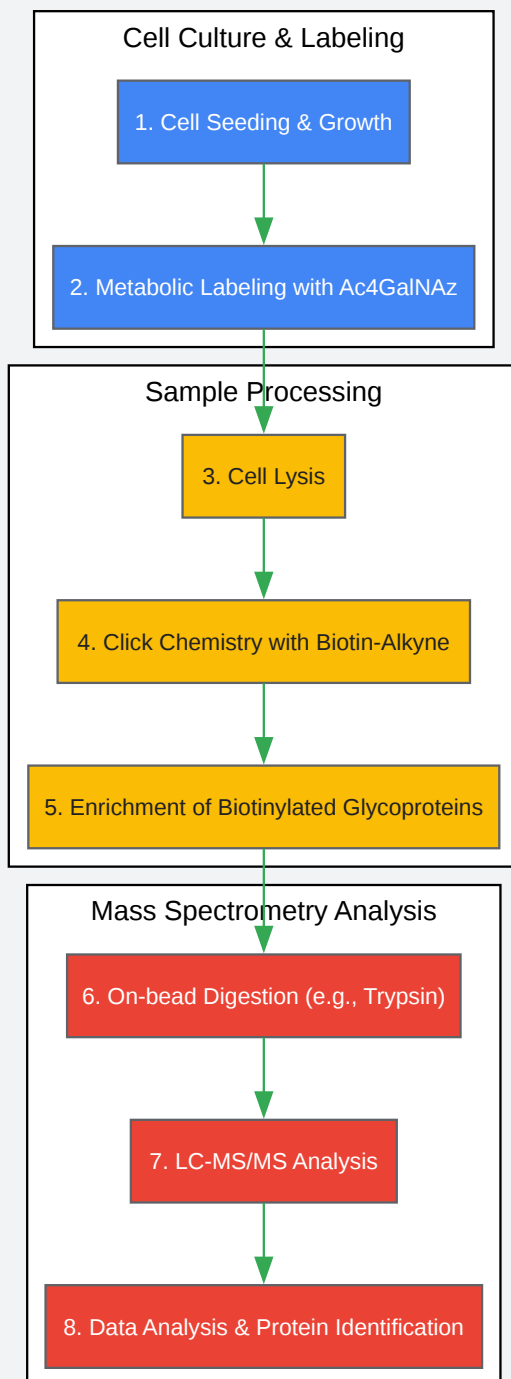 Cell Culture & Labeling
1. Cell Seeding & Growth
2. Metabolic Labeling with Ac4GalNAz
Sample Processing
3. Cell Lysis
4. Click Chemistry with Biotin-Alkyne
5. Enrichment of Biotinylated Glycoproteins
Mass Spectrometry Analysis
6. On-bead Digestion (e.g., Trypsin)
7. LC-MS/MS Analysis
8. Data Analysis & Protein Identification